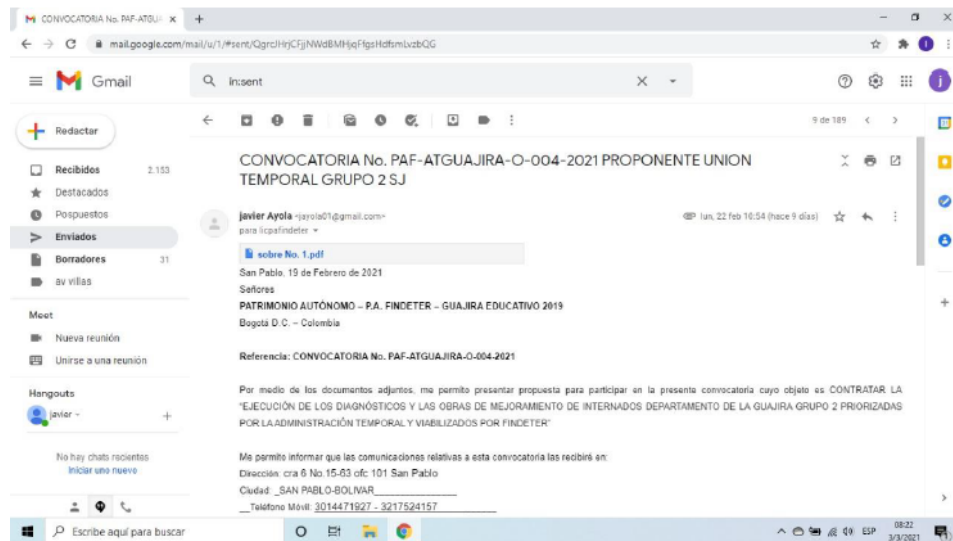 CONVOCATORIA No. PAF-ATGUA
mail.google.com/mail/u/1/#sent/QgrcJHrjCFjjNWdBMHjqFfgsHdfsmLvzbQG
Gmail
in:sent
j
Redactar
9 de 189
Recibidos 2.153
Destacados
Pospuestos
Enviados
Borradores 31
av villas
Meet
Nueva reunión
Unirse a una reunión
Hangouts
javier
No hay chats recientes
Iniciar uno nuevo
CONVOCATORIA No. PAF-ATGUAJIRA-O-004-2021 PROPONENTE UNION
TEMPORAL GRUPO 2 SJ
javier Ayola <jayola01@gmail.com> lun, 22 feb 10:54 (hace 9 días)
para licpafindeter
sobre No. 1.pdf
San Pablo, 19 de Febrero de 2021
Señores
PATRIMONIO AUTÓNOMO – P.A. FINDETER – GUAJIRA EDUCATIVO 2019
Bogotá D.C. – Colombia
Referencia: CONVOCATORIA No. PAF-ATGUAJIRA-O-004-2021
Por medio de los documentos adjuntos, me permito presentar propuesta para participar en la presente convocatoria cuyo objeto es CONTRATAR LA
"EJECUCIÓN DE LOS DIAGNÓSTICOS Y LAS OBRAS DE MEJORAMIENTO DE INTERNADOS DEPARTAMENTO DE LA GUAJIRA GRUPO 2 PRIORIZADAS
POR LA ADMINISTRACIÓN TEMPORAL Y VIABILIZADOS POR FINDETER"
Me permito informar que las comunicaciones relativas a esta convocatoria las recibiré en:
Dirección: cra 6 No.15-63 ofc 101 San Pablo
Ciudad: _SAN PABLO-BOLIVAR_______________
__Teléfono Móvil: 3014471927 - 3217524157___________
Escribe aquí para buscar
ESP
08:22
3/3/2021